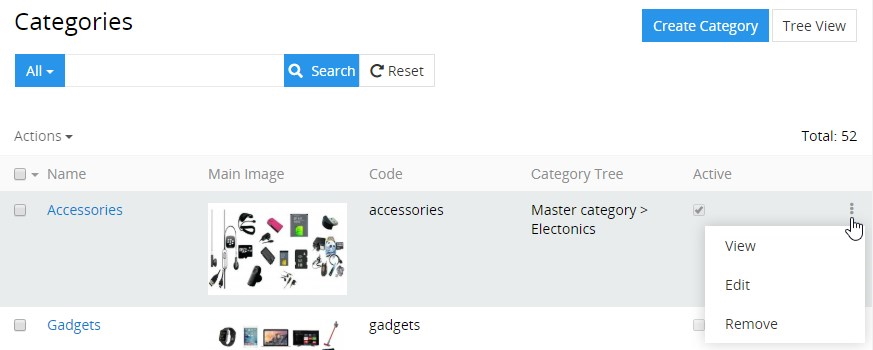 Categories
Create Category
Tree View
All
Search
Reset
Actions
Total: 52
Name Main Image Code Category Tree Active
Accessories
accessories
Master category >
Electonics
View
Edit
Remove
Gadgets
gadgets